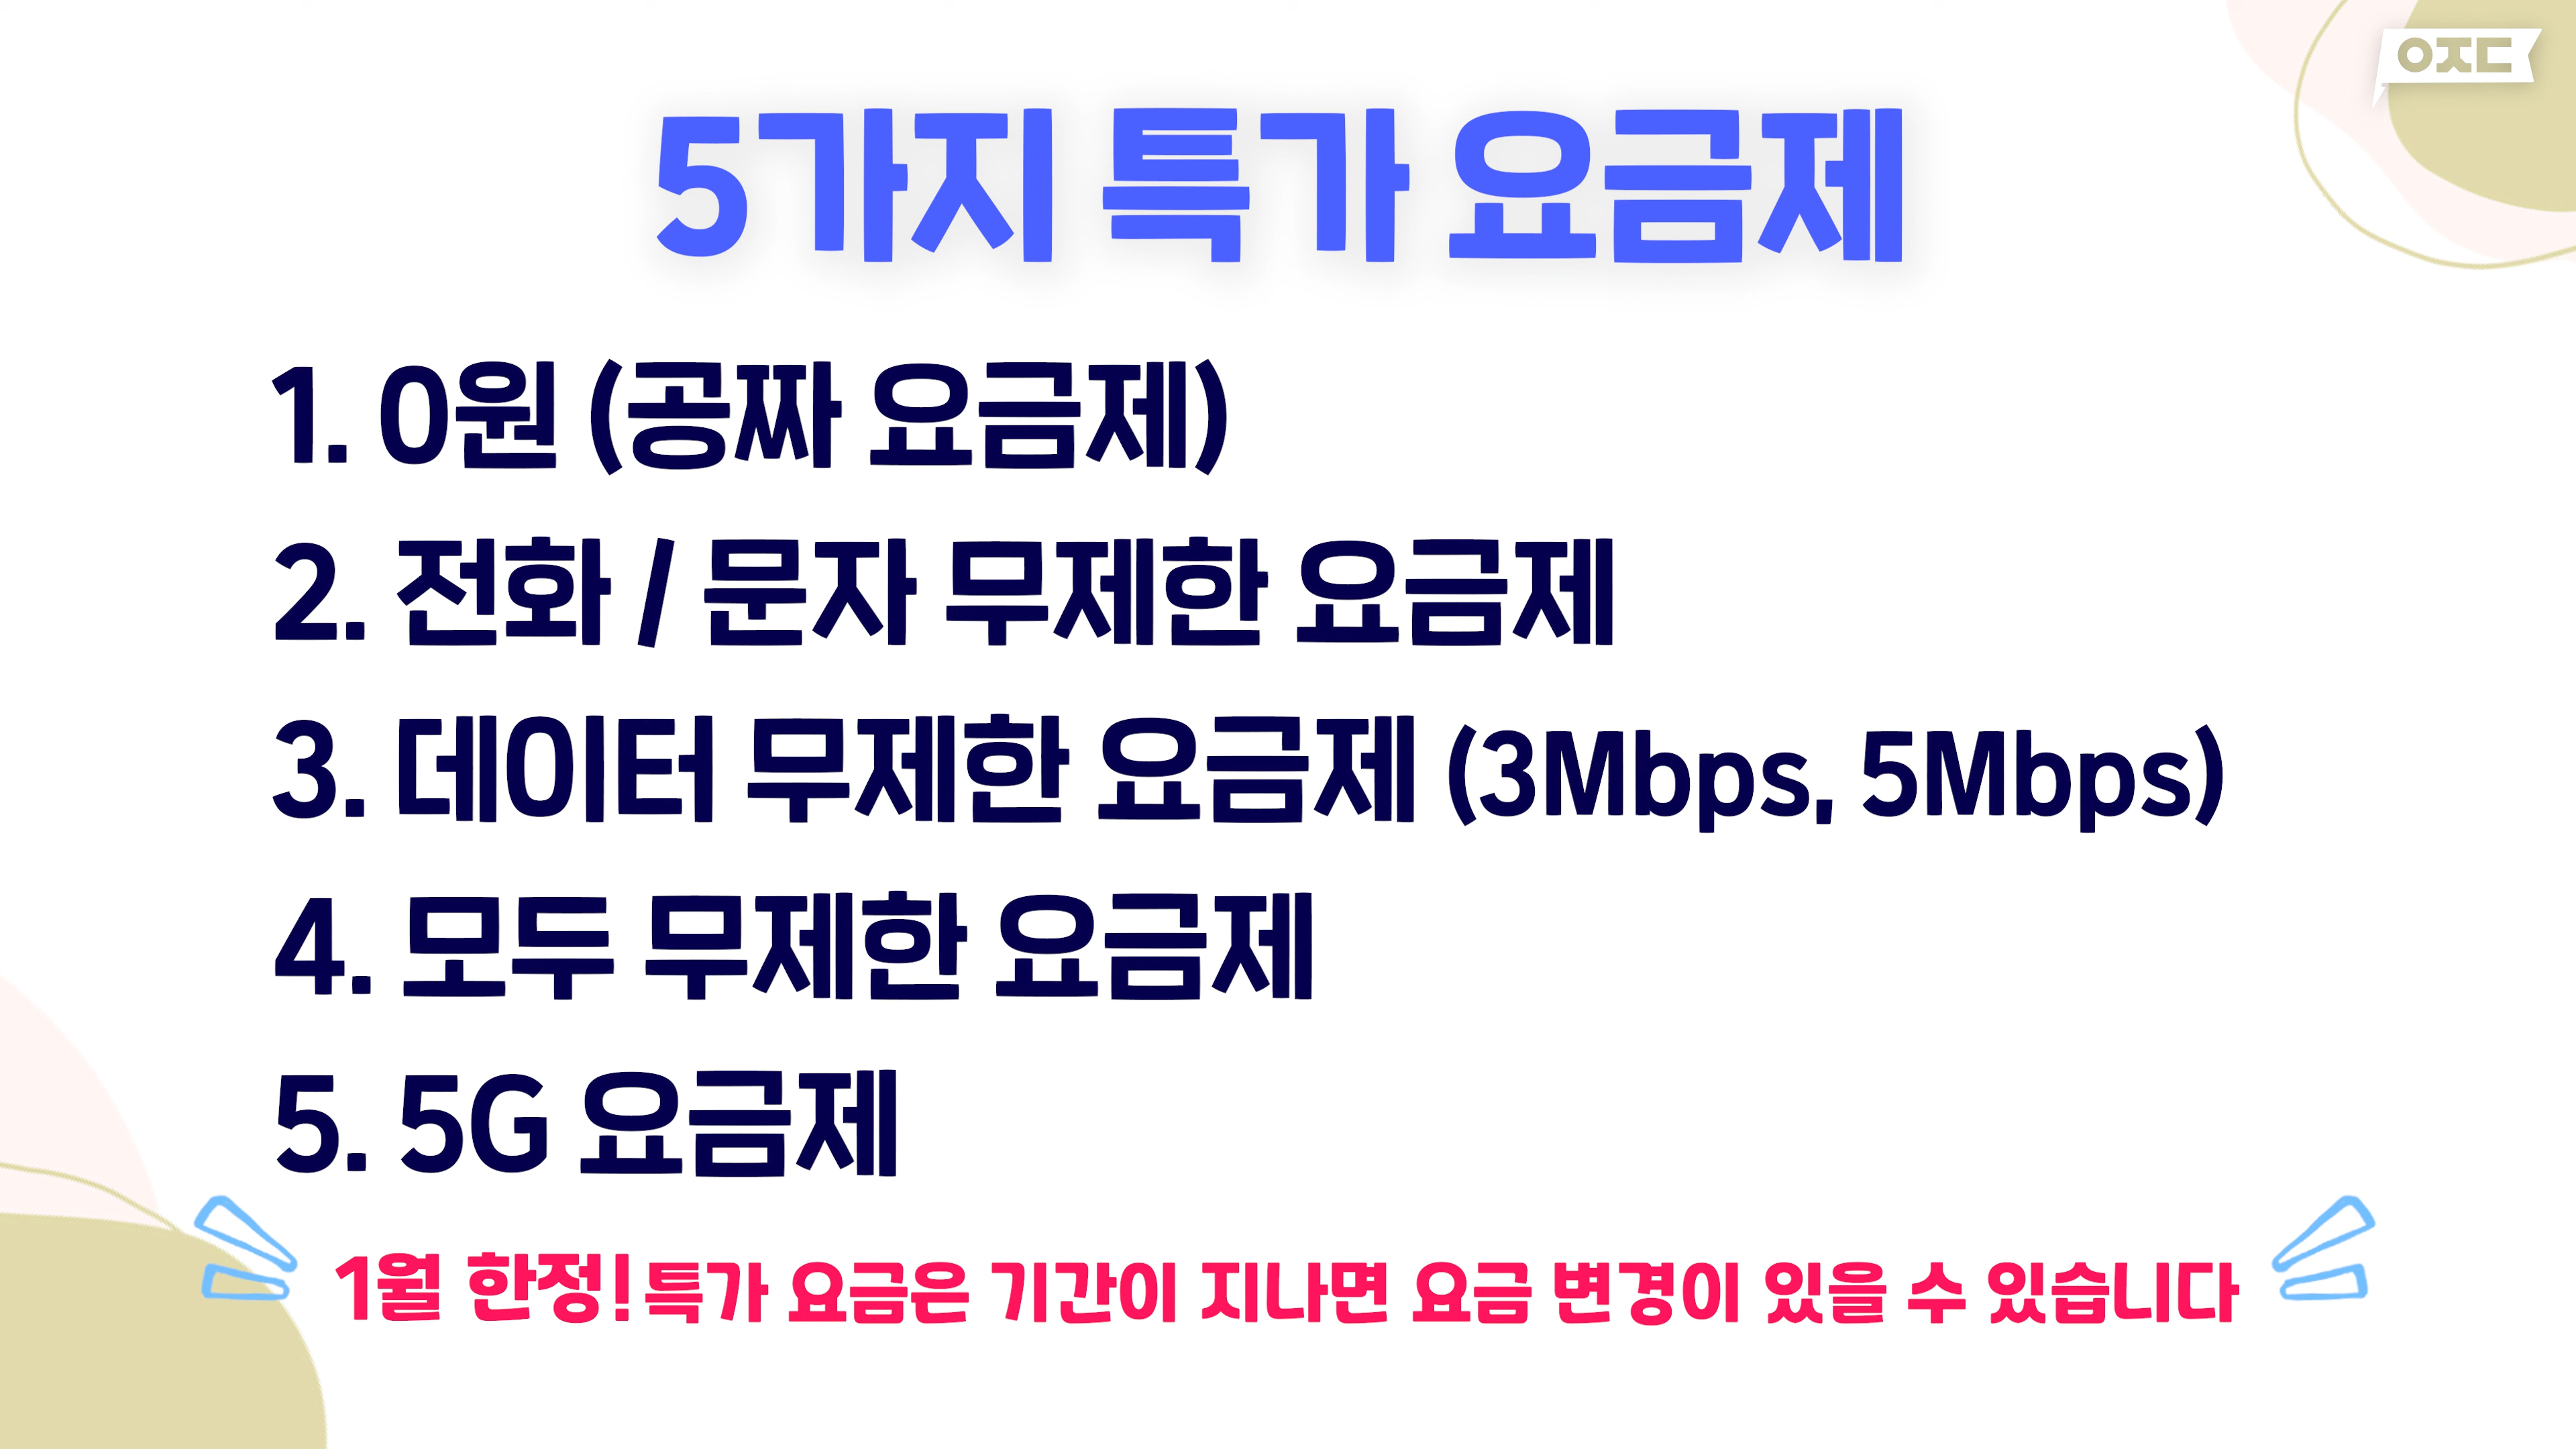 ㅇㅈㄷ
5가지 특가 요금제
1. 0원 (공짜 요금제)
2. 전화 / 문자 무제한 요금제
3. 데이터 무제한 요금제 (3Mbps, 5Mbps)
4. 모두 무제한 요금제
5. 5G 요금제
1월 한정! 특가 요금은 기간이 지나면 요금 변경이 있을 수 있습니다